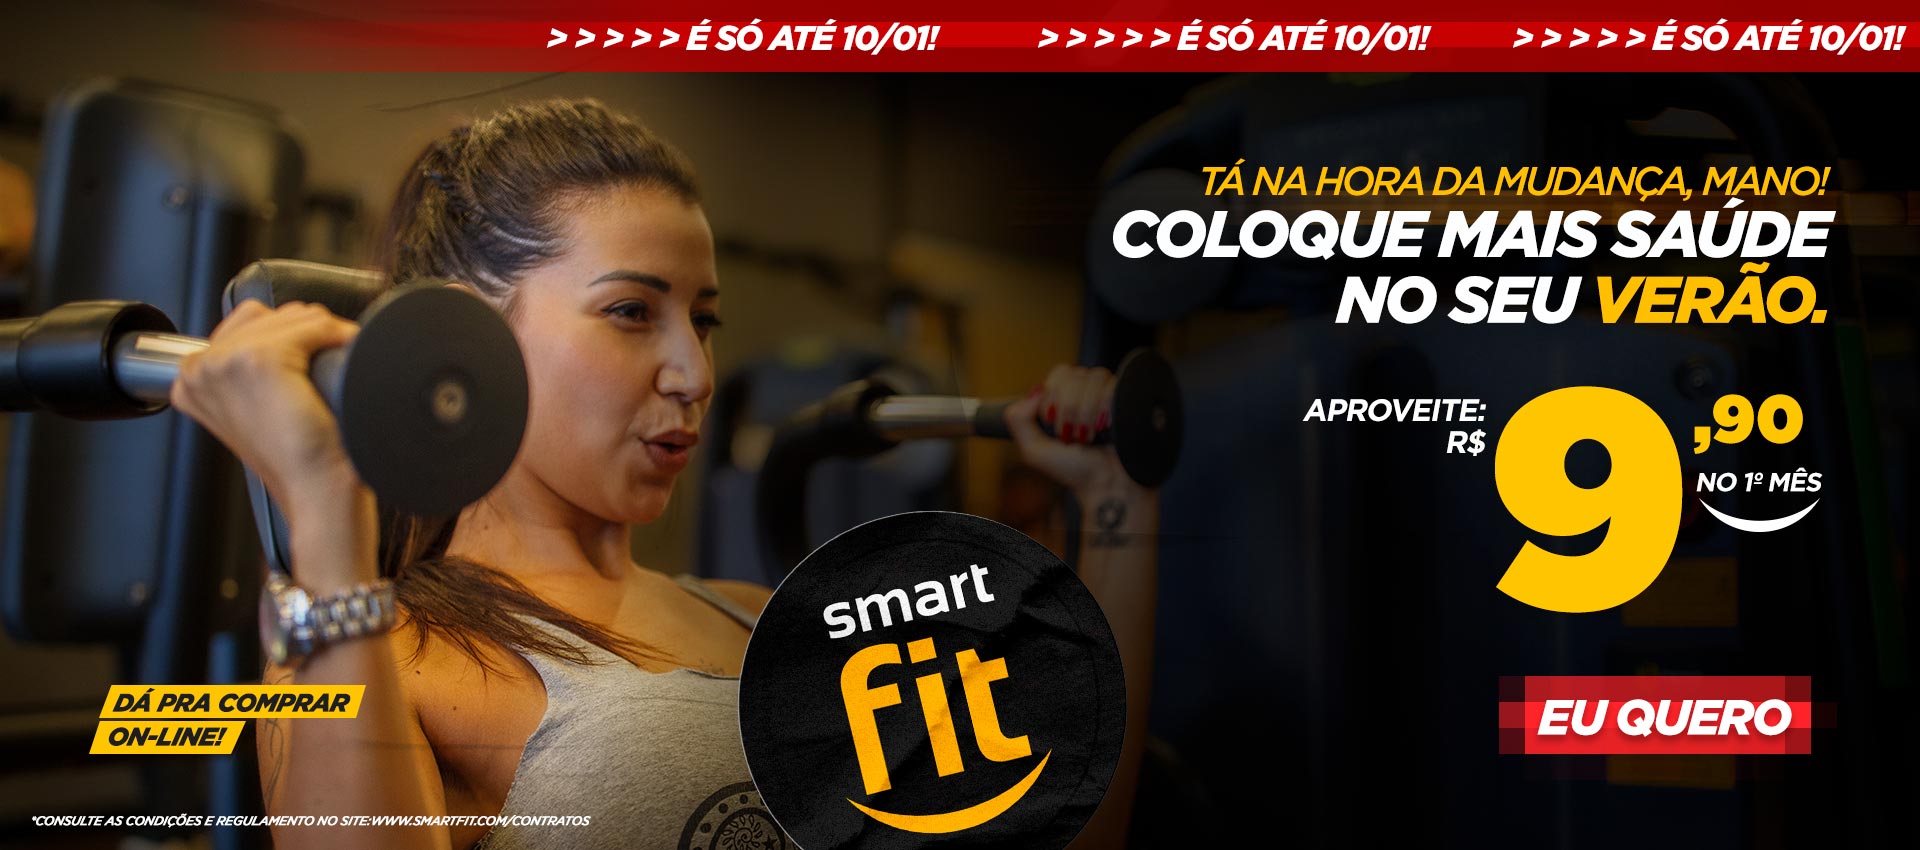 > > > > > É SÓ ATÉ 10/01! > > > > > É SÓ ATÉ 10/01! > > > > > É SÓ ATÉ 10/01!
TÁ NA HORA DA MUDANÇA, MANO!
COLOQUE MAIS SAÚDE
NO SEU VERÃO.
APROVEITE:
R$ 9,90
NO 1º MÊS
smart
fit
DÁ PRA COMPRAR
ON-LINE!
EU QUERO
*CONSULTE AS CONDIÇÕES E REGULAMENTO NO SITE:WWW.SMARTFIT.COM/CONTRATOS